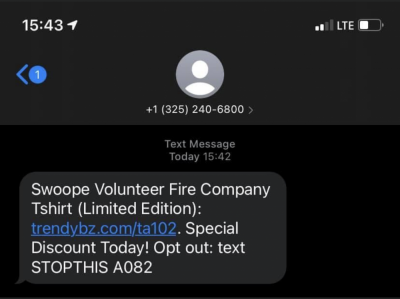 15:43 LTE
1
+1 (325) 240-6800 >
Text Message
Today 15:42
Swoope Volunteer Fire Company
Tshirt (Limited Edition):
trendybz.com/ta102. Special
Discount Today! Opt out: text
STOPTHIS A082